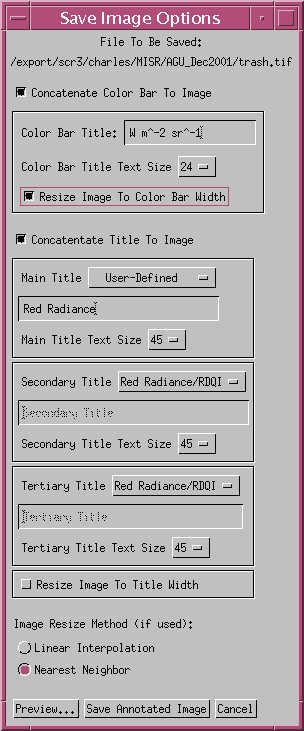 Save Image Options
File To Be Saved:
/export/scr3/charles/MISR/AGU_Dec2001/trash.tif
Concatenate Color Bar To Image
Color Bar Title: W m^-2 sr^-1
Color Bar Title Text Size 24
Resize Image To Color Bar Width
Concatentate Title To Image
Main Title User-Defined
Red Radiance
Main Title Text Size 45
Secondary Title Red Radiance/RDQI
Secondary Title
Secondary Title Text Size 45
Tertiary Title Red Radiance/RDQI
Tertiary Title
Tertiary Title Text Size 45
Resize Image To Title Width
Image Resize Method (if used):
Linear Interpolation
Nearest Neighbor
Preview... Save Annotated Image Cancel